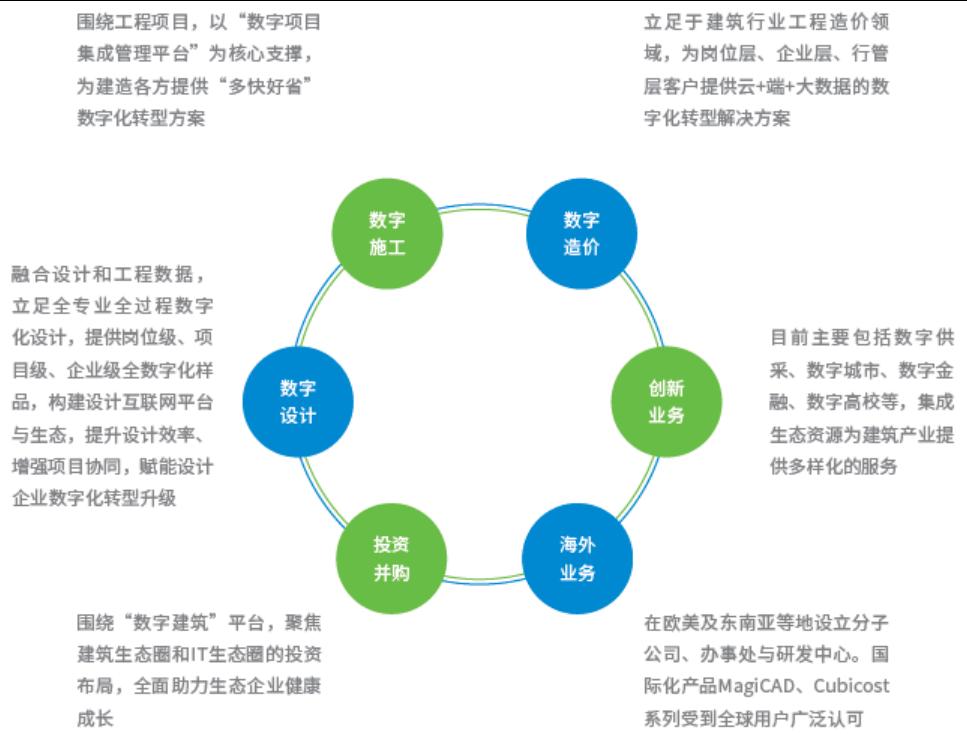 围绕工程项目，以“数字项目
集成管理平台”为核心支撑，
为建造各方提供“多快好省”
数字化转型方案
立足于建筑行业工程造价领
域，为岗位层、企业层、行管
层客户提供云+端+大数据的数
字化转型解决方案
数字
施工
数字
造价
融合设计和工程数据，
立足全专业全过程数字
化设计，提供岗位级、项
目级、企业级全数字化样
品，构建设计互联网平台
与生态，提升设计效率、
增强项目协同，赋能设计
企业数字化转型升级
数字
设计
创新
业务
目前主要包括数字供
采、数字城市、数字金
融、数字高校等，集成
生态资源为建筑产业提
供多样化的服务
投资
并购
海外
业务
围绕“数字建筑”平台，聚焦
建筑生态圈和IT生态圈的投资
布局，全面助力生态企业健康
成长
在欧美及东南亚等地设立分子
公司、办事处与研发中心。国
际化产品MagiCAD、Cubicost
系列受到全球用户广泛认可